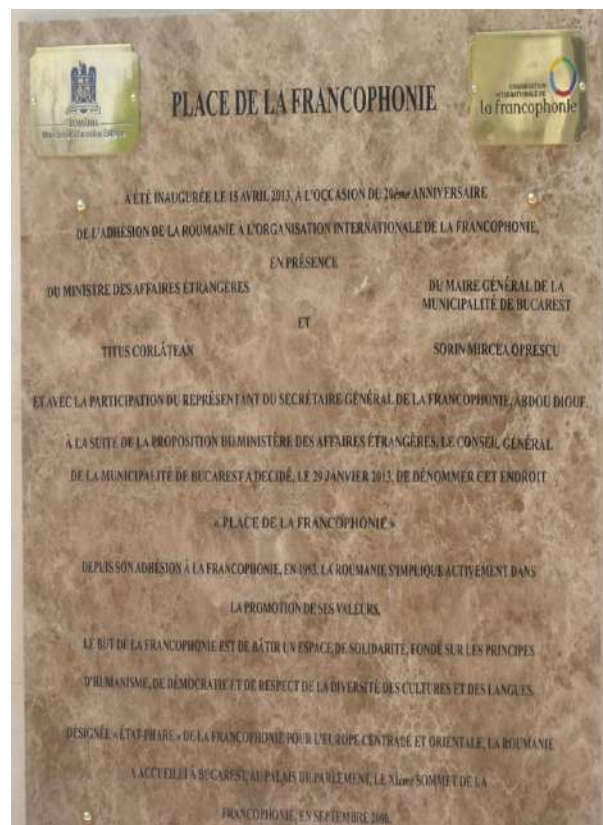 ROMÂNIA
ORGANISATION
INTERNATIONALE DE
la francophonie
PLACE DE LA FRANCOPHONIE
A ÉTÉ INAUGURÉE LE 15 AVRIL 2013, À L'OCCASION DU 20ème ANNIVERSAIRE
DE L'ADHÉSION DE LA ROUMANIE À L'ORGANISATION INTERNATIONALE DE LA FRANCOPHONIE,
EN PRÉSENCE
DU MINISTRE DES AFFAIRES ÉTRANGÈRES
DU MAIRE GÉNÉRAL DE LA
MUNICIPALITÉ DE BUCAREST
ET
TITUS CORLĂȚEAN
SORIN MIRCEA OPRESCU
ET AVEC LA PARTICIPATION DU REPRÉSENTANT DU SECRÉTAIRE GÉNÉRAL DE LA FRANCOPHONIE, ABDOU DIOUF.
À LA SUITE DE LA PROPOSITION DU MINISTÈRE DES AFFAIRES ÉTRANGÈRES, LE CONSEIL GÉNÉRAL
DE LA MUNICIPALITÉ DE BUCAREST A DÉCIDÉ, LE 29 JANVIER 2013, DE DÉNOMMER CET ENDROIT
« PLACE DE LA FRANCOPHONIE »
DEPUIS SON ADHÉSION À LA FRANCOPHONIE, EN 1993, LA ROUMANIE S'IMPLIQUE ACTIVEMENT DANS
LA PROMOTION DE SES VALEURS.
LE BUT DE LA FRANCOPHONIE EST DE BÂTIR UN ESPACE DE SOLIDARITÉ, FONDÉ SUR LES PRINCIPES
D'HUMANISME, DE DÉMOCRATIE ET DE RESPECT DE LA DIVERSITÉ DES CULTURES ET DES LANGUES.
DESIGNÉE « ÉTAT-PHARE » DE LA FRANCOPHONIE POUR L'EUROPE CENTRALE ET ORIENTALE, LA ROUMANIE
A ACCUEILLI À BUCAREST, AU PALAIS DU PARLEMENT, LE XIème SOMMET DE LA
FRANCOPHONIE, EN SEPTEMBRE 2006.